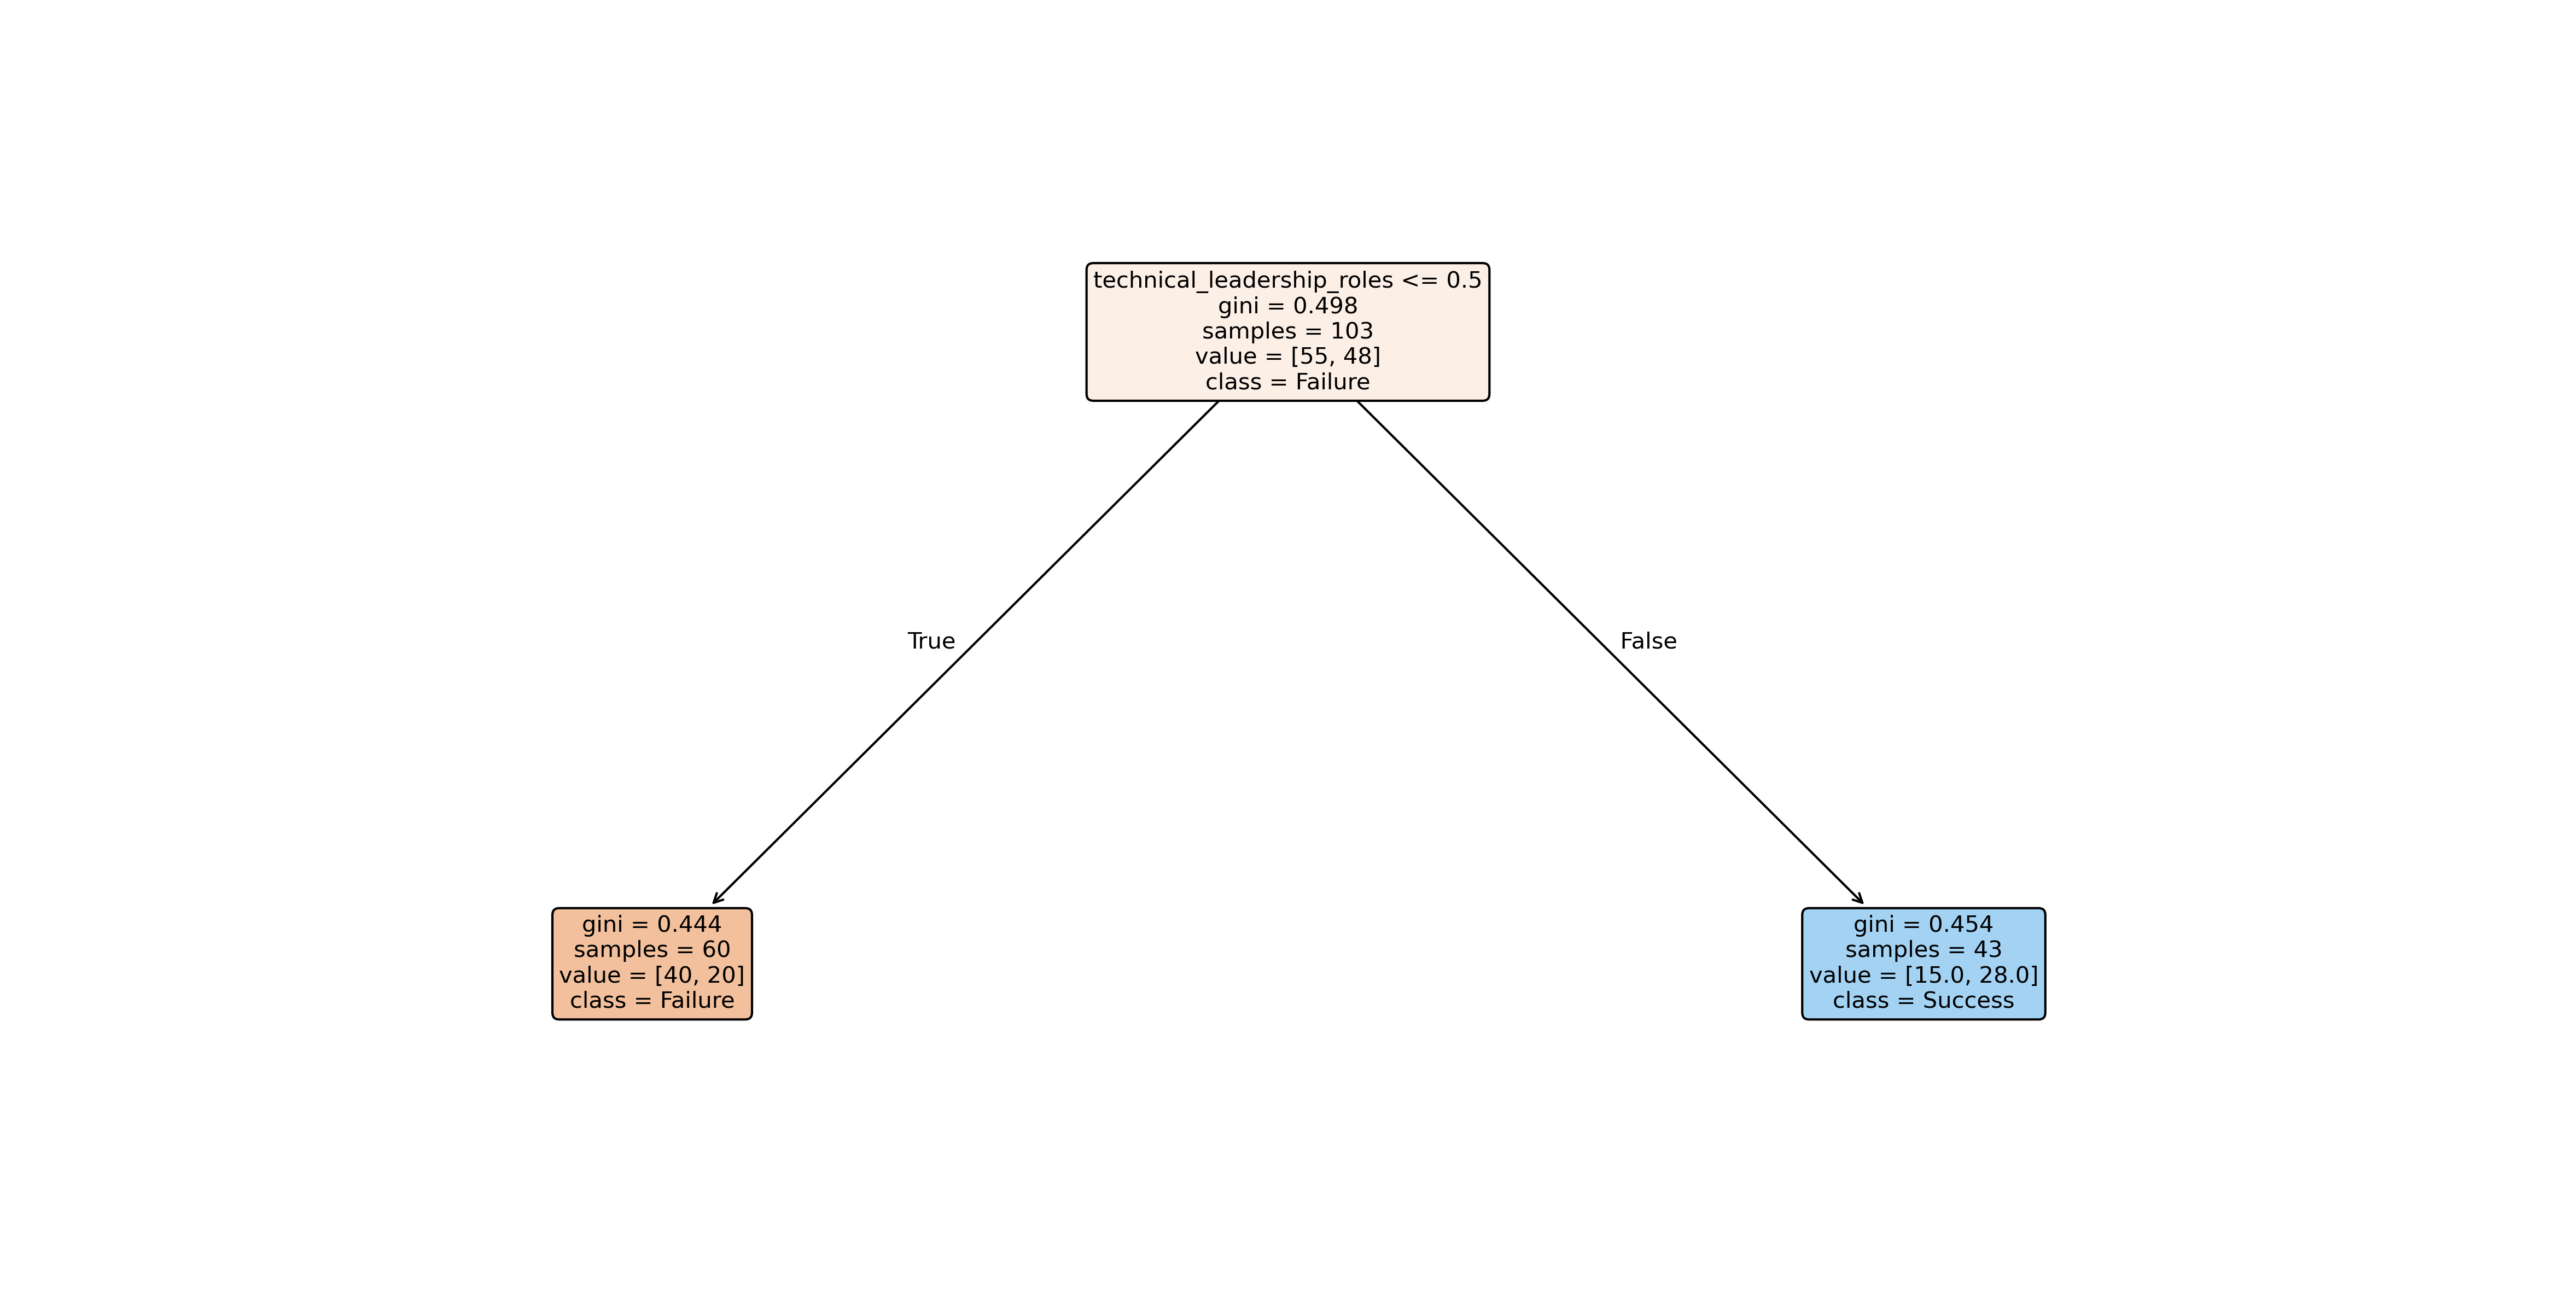 technical_leadership_roles <= 0.5
gini = 0.498
samples = 103
value = [55, 48]
class = Failure
True
False
gini = 0.444
samples = 60
value = [40, 20]
class = Failure
gini = 0.454
samples = 43
value = [15.0, 28.0]
class = Success